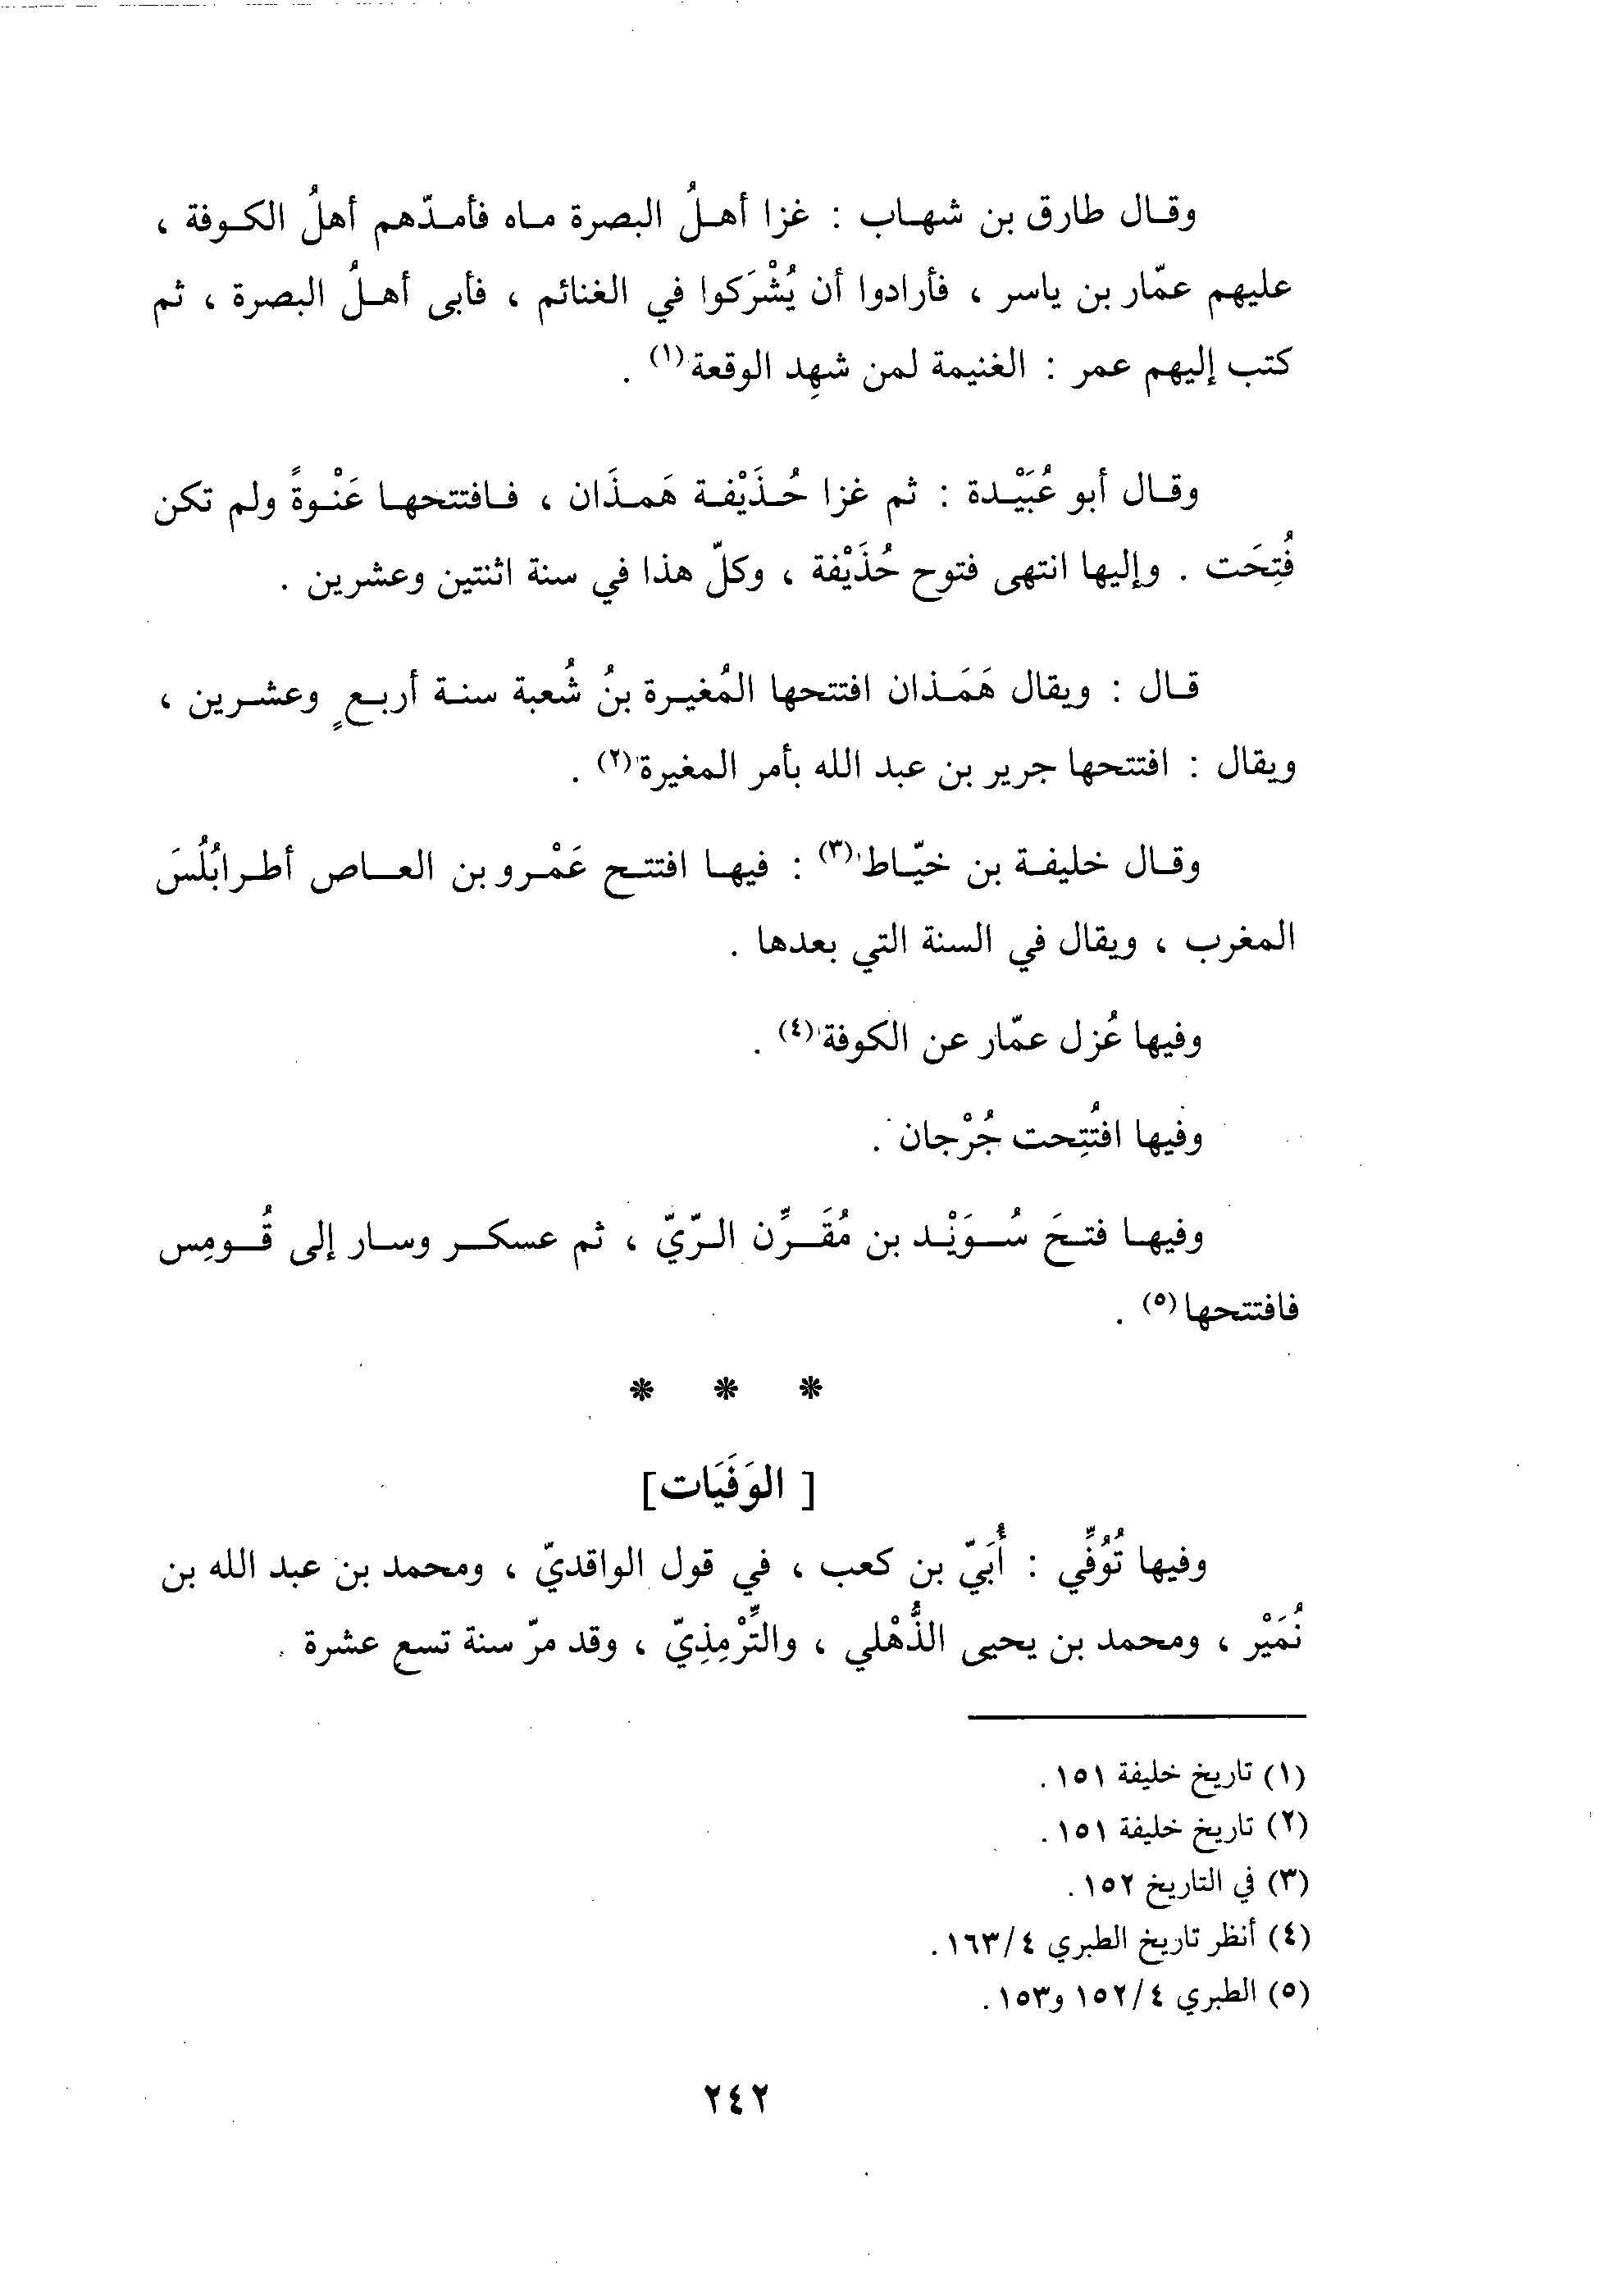 وقال طارق بن شهاب : غزا أهلُ البصرة ماه فأمدّهم أهلُ الكوفة ،
عليهم عمّار بن ياسر ، فأرادوا أن يُشْرَكوا في الغنائم ، فأبى أهلُ البصرة ، ثم
كتب إليهم عمر : الغنيمة لمن شهِد الوقعة(١) .
وقال أبو عُبَيْدة : ثم غزا حُذَيْفة هَمذَان ، فافتتحها عَنْوةً ولم تكن
فُتِحَت . وإليها انتهى فتوح حُذَيْفة ، وكلّ هذا في سنة اثنتين وعشرين .
قال : ويقال هَمَذان افتتحها المُغيرة بنُ شُعبة سنة أربعٍ وعشرين ،
ويقال : افتتحها جرير بن عبد الله بأمر المغيرة(٢) .
وقال خليفة بن خيّاط(٣) : فيها افتتح عَمْرو بن العاص أطرابُلُسَ
المغرب ، ويقال في السنة التي بعدها .
وفيها عُزل عمّار عن الكوفة(٤) .
وفيها افتُتِحت جُرْجان .
وفيها فتحَ سُوَيْد بن مُقَرِّن الرّيّ ، ثم عسكر وسار إلى قُومِس
فافتتحها(٥) .
* * *
[ الوَفَيَات ]
وفيها تُوُفِّي : أُبَيّ بن كعب ، في قول الواقديّ ، ومحمد بن عبد الله بن
نُمَيْر ، ومحمد بن يحيى الذُّهْلي ، والتِّرْمِذِيّ ، وقد مرّ سنة تسع عشرة .
(١) تاريخ خليفة ١٥١ .
(٢) تاريخ خليفة ١٥١ .
(٣) في التاريخ ١٥٢ .
(٤) أنظر تاريخ الطبري ٤/١٦٣ .
(٥) الطبري ٤/١٥٢ و١٥٣ .
٢٤٢